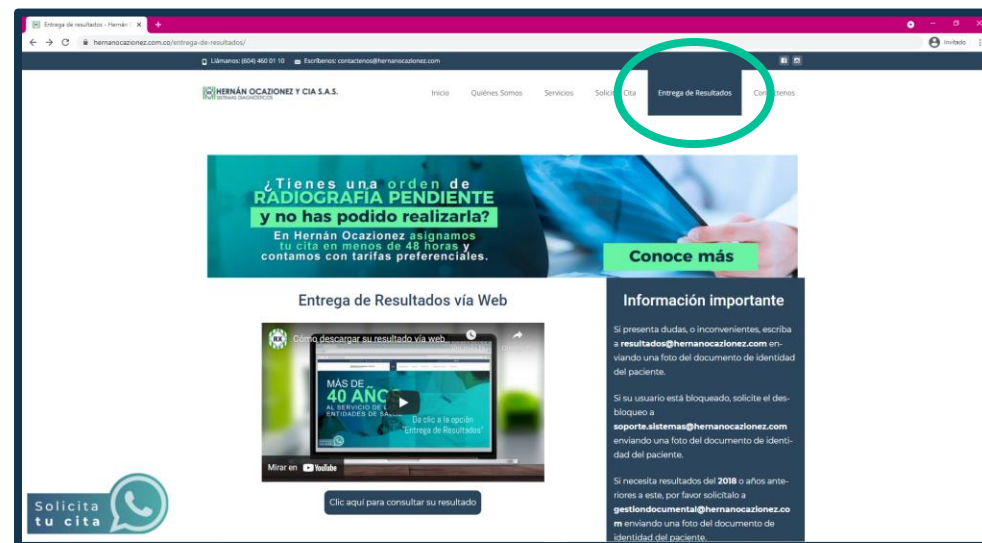 Entrega de resultados - Hernán
hernanocazionez.com.co/entrega-de-resultados/
Invitado
Llámanos: (604) 460 01 10
Escríbenos: contactenos@hernanocazionez.com
HERNÁN OCAZIONEZ Y CIA S.A.S.
SISTEMAS DIAGNÓSTICOS
Inicio
Quiénes Somos
Servicios
Solicitar Cita
Entrega de Resultados
Contáctenos
¿Tienes una orden de
RADIOGRAFÍA PENDIENTE
y no has podido realizarla?
En Hernán Ocazionez asignamos
tu cita en menos de 48 horas y
contamos con tarifas preferenciales.
Conoce más
Entrega de Resultados vía Web
RX
Cómo descargar su resultado vía web
MÁS DE
40 AÑOS
AL SERVICIO DE
ENTIDADES DE
Da clic a la opción
"Entrega de Resultados"
Mirar en YouTube
Clic aquí para consultar su resultado
Información importante
Si presenta dudas, o inconvenientes, escriba
a resultados@hernanocazionez.com en-
viando una foto del documento de identidad
del paciente.
Si su usuario está bloqueado, solicite el des-
bloqueo a
soporte.sistemas@hernanocazionez.com
enviando una foto del documento de identi-
dad del paciente.
Si necesita resultados del 2018 o años ante-
riores a este, por favor solicítalo a
gestiondocumental@hernanocazionez.co
m enviando una foto del documento de
identidad del paciente.
Solicita
tu cita